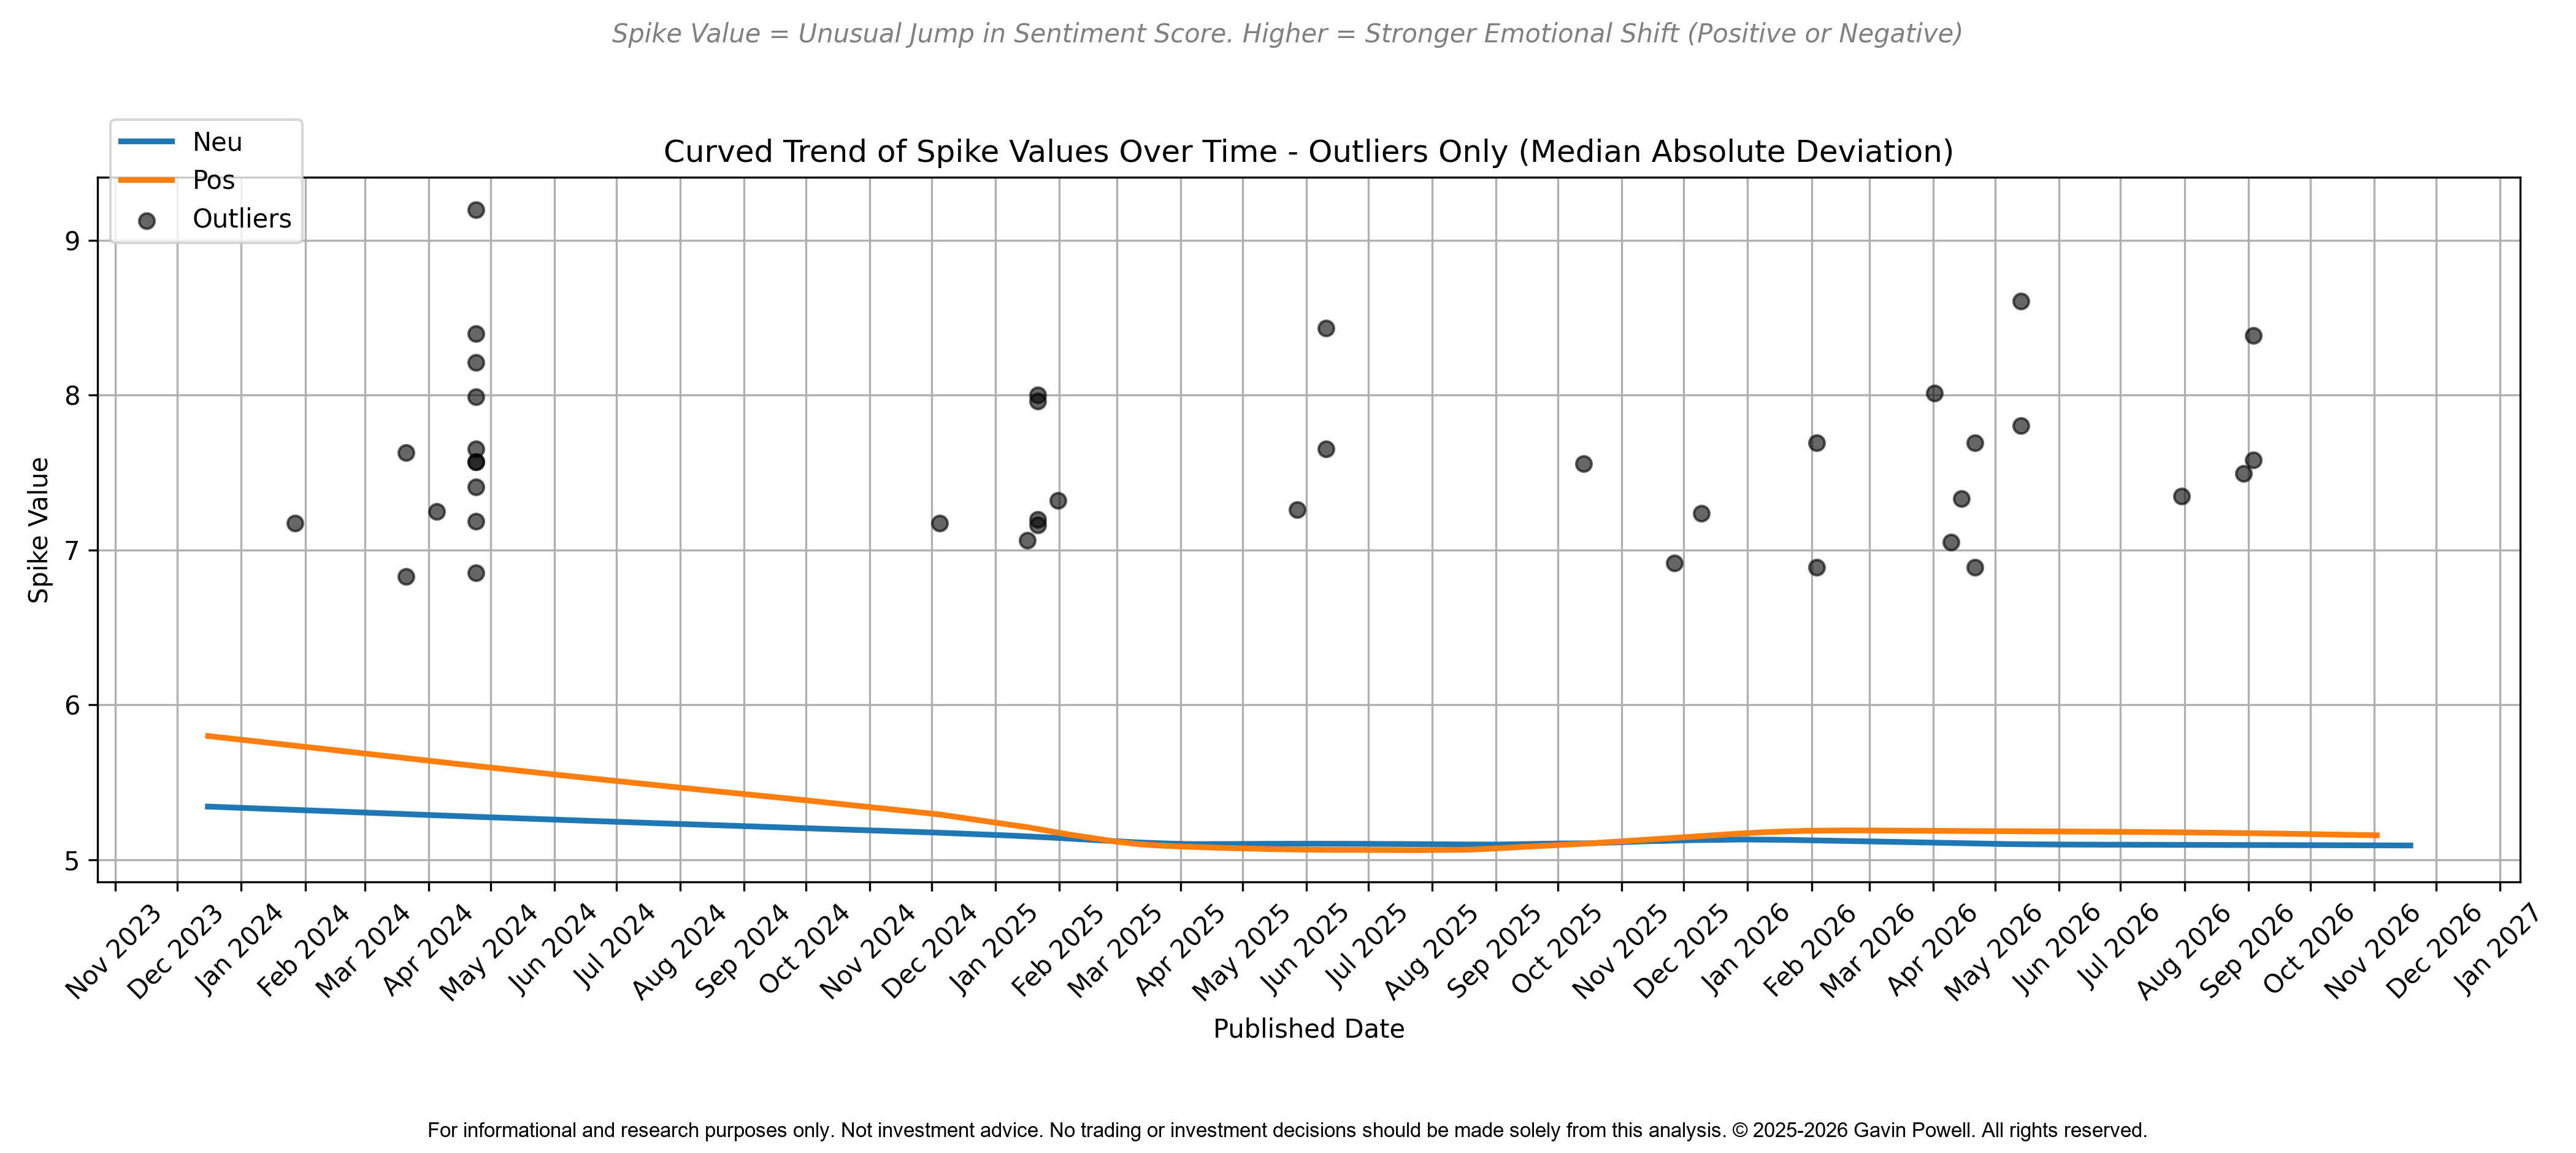 Spike Value = Unusual Jump in Sentiment Score. Higher = Stronger Emotional Shift (Positive or Negative)
Curved Trend of Spike Values Over Time - Outliers Only (Median Absolute Deviation)
Neu
Pos
Outliers
Spike Value
9
8
7
6
5
Nov 2023
Dec 2023
Jan 2024
Feb 2024
Mar 2024
Apr 2024
May 2024
Jun 2024
Jul 2024
Aug 2024
Sep 2024
Oct 2024
Nov 2024
Dec 2024
Jan 2025
Feb 2025
Mar 2025
Apr 2025
May 2025
Jun 2025
Jul 2025
Aug 2025
Sep 2025
Oct 2025
Nov 2025
Dec 2025
Jan 2026
Feb 2026
Mar 2026
Apr 2026
May 2026
Jun 2026
Jul 2026
Aug 2026
Sep 2026
Oct 2026
Nov 2026
Dec 2026
Jan 2027
Published Date
For informational and research purposes only. Not investment advice. No trading or investment decisions should be made solely from this analysis. © 2025-2026 Gavin Powell. All rights reserved.